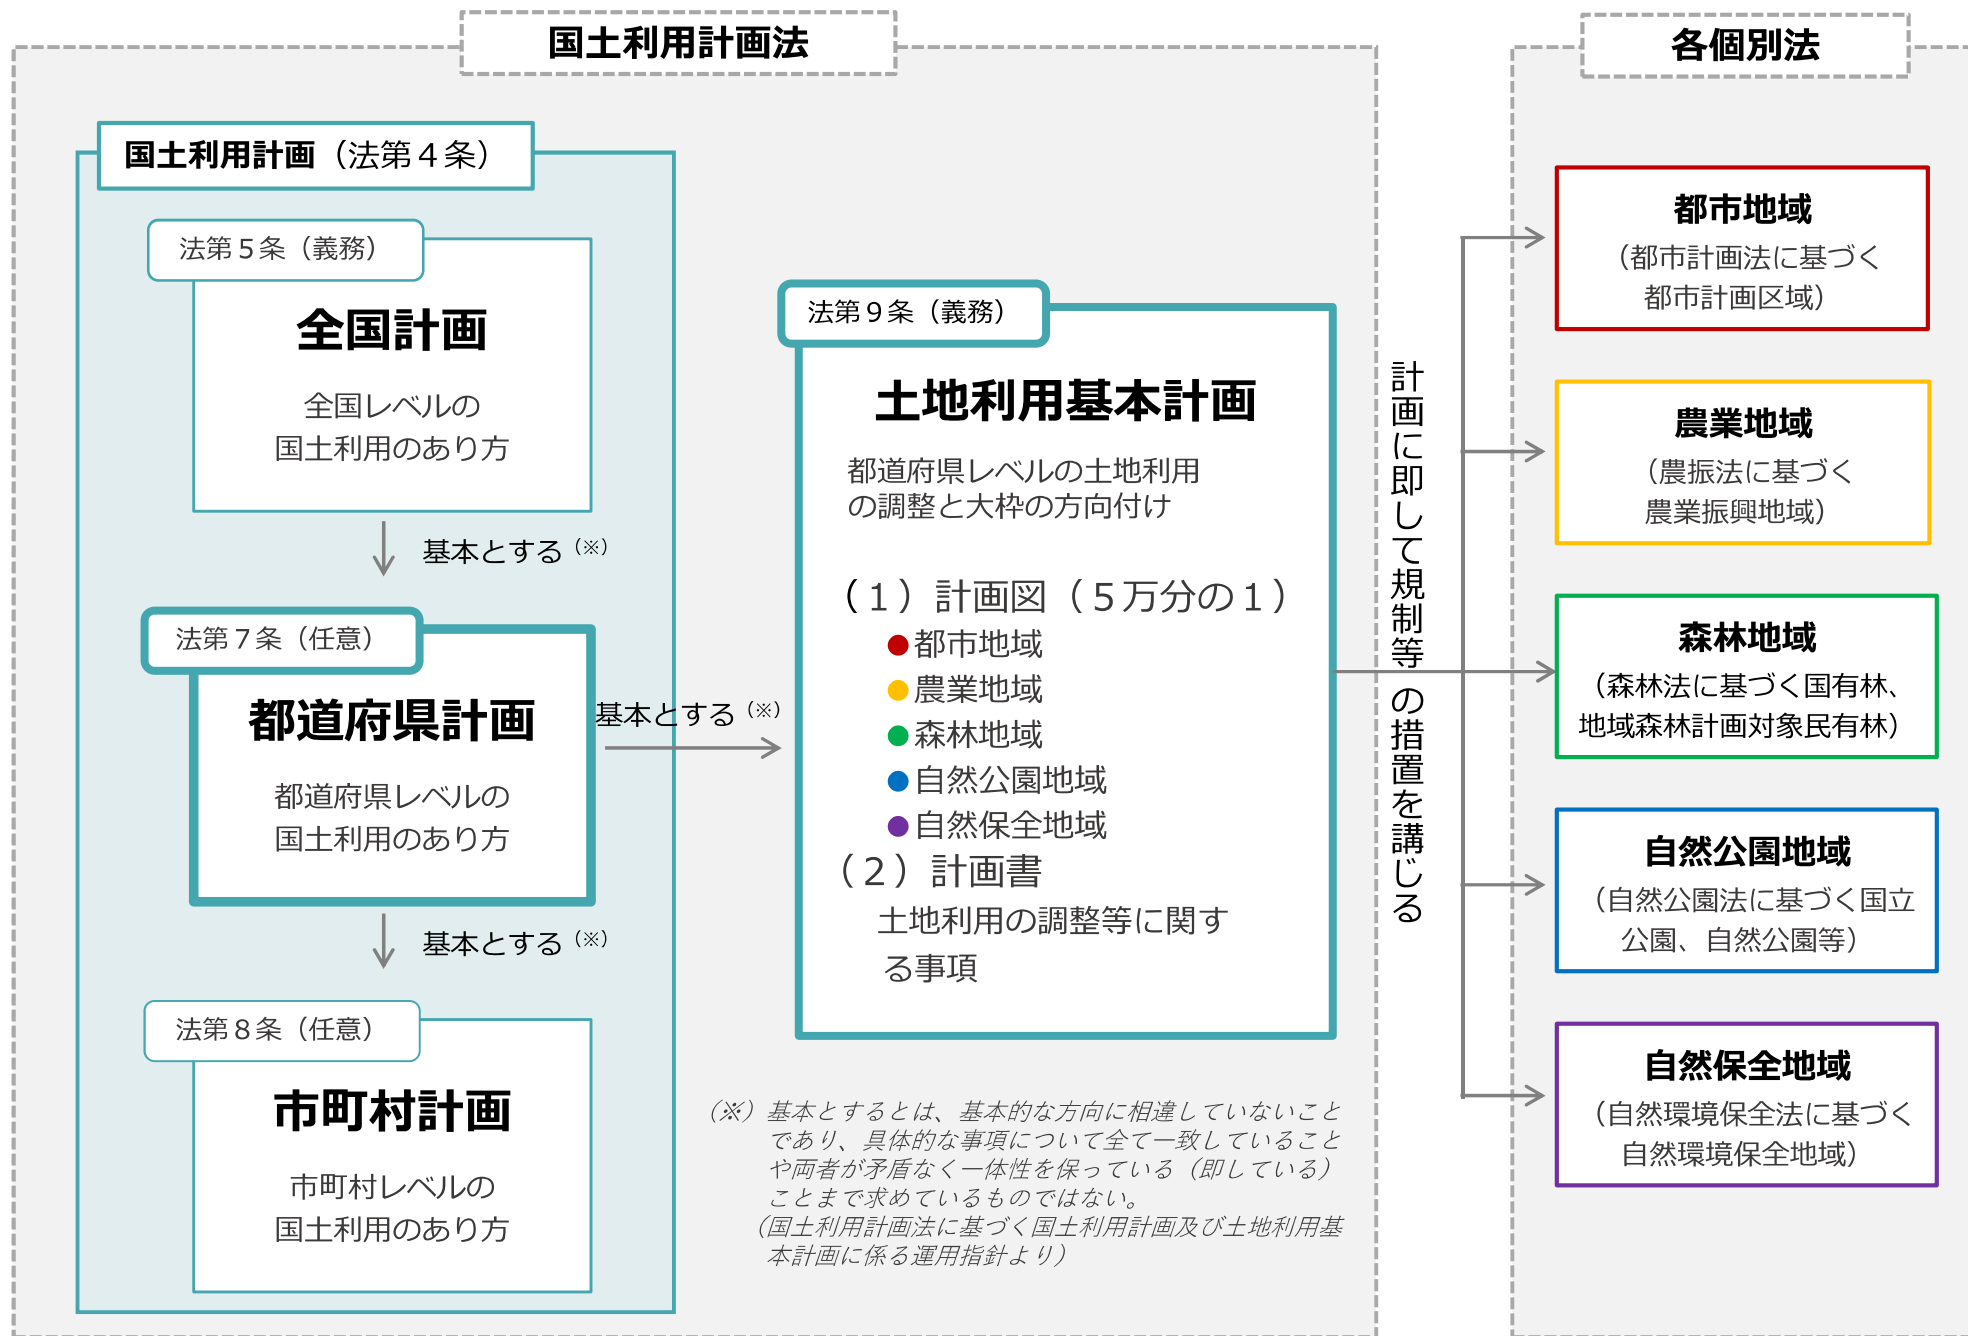 国土利用計画法
国土利用計画（法第４条）
法第５条（義務）
全国計画
全国レベルの
国土利用のあり方
基本とする（※）
法第７条（任意）
都道府県計画
都道府県レベルの
国土利用のあり方
基本とする（※）
基本とする（※）
法第８条（任意）
市町村計画
市町村レベルの
国土利用のあり方
法第９条（義務）
土地利用基本計画
都道府県レベルの土地利用
の調整と大枠の方向付け
（１）計画図（５万分の１）
●都市地域
●農業地域
●森林地域
●自然公園地域
●自然保全地域
（２）計画書
土地利用の調整等に関す
る事項
（※）基本とするとは、基本的な方向に相違していないこと
であり、具体的な事項について全て一致していること
や両者が矛盾なく一体性を保っている（即している）
ことまで求めているものではない。
（国土利用計画法に基づく国土利用計画及び土地利用基
本計画に係る運用指針より）
計画に即して規制等の措置を講じる
各個別法
都市地域
（都市計画法に基づく
都市計画区域）
農業地域
（農振法に基づく
農業振興地域）
森林地域
（森林法に基づく国有林、
地域森林計画対象民有林）
自然公園地域
（自然公園法に基づく国立
公園、自然公園等）
自然保全地域
（自然環境保全法に基づく
自然環境保全地域）